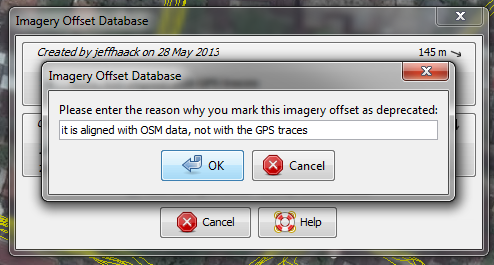 Imagery Offset Database
Created by jeffhaack on 28 May 2013 145 m
Imagery Offset Database
Please enter the reason why you mark this imagery offset as deprecated:
it is aligned with OSM data, not with the GPS traces
OK Cancel
Cancel Help